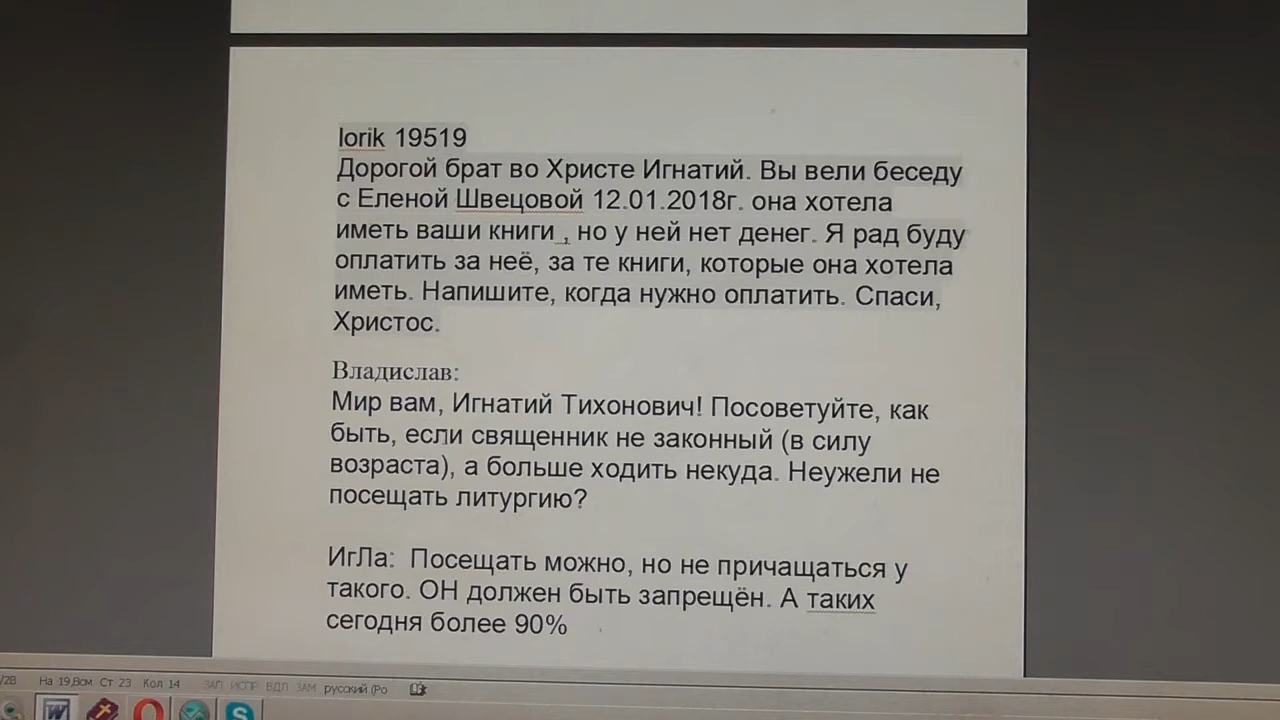 lorik 19519
Дорогой брат во Христе Игнатий. Вы вели беседу
с Еленой Швецовой 12.01.2018г. она хотела
иметь ваши книги , но у ней нет денег. Я рад буду
оплатить за неё, за те книги, которые она хотела
иметь. Напишите, когда нужно оплатить. Спаси,
Христос.
Владислав:
Мир вам, Игнатий Тихонович! Посоветуйте, как
быть, если священник не законный (в силу
возраста), а больше ходить некуда. Неужели не
посещать литургию?
ИгЛа: Посещать можно, но не причащаться у
такого. ОН должен быть запрещён. А таких
сегодня более 90%
/28 На 19,8см Ст 23 Кол 14 ЗАП ИСПР ВДЛ ЗАМ русский (Ро